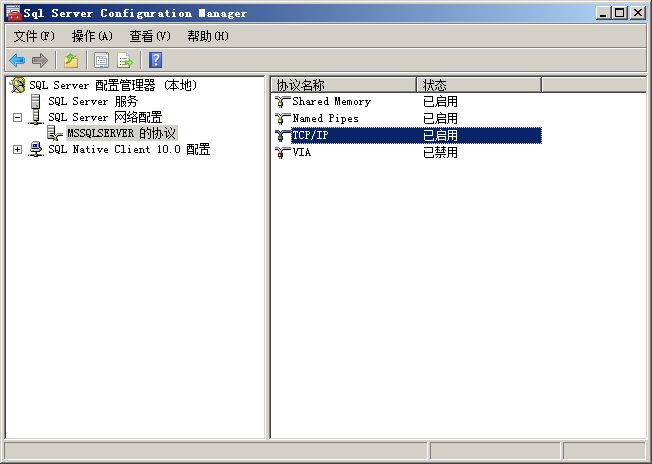 Sql Server Configuration Manager
文件(F) 操作(A) 查看(V) 帮助(H)
SQL Server 配置管理器 (本地)
SQL Server 服务
SQL Server 网络配置
MSSQLSERVER 的协议
SQL Native Client 10.0 配置
协议名称 状态
Shared Memory 已启用
Named Pipes 已启用
TCP/IP 已启用
VIA 已禁用